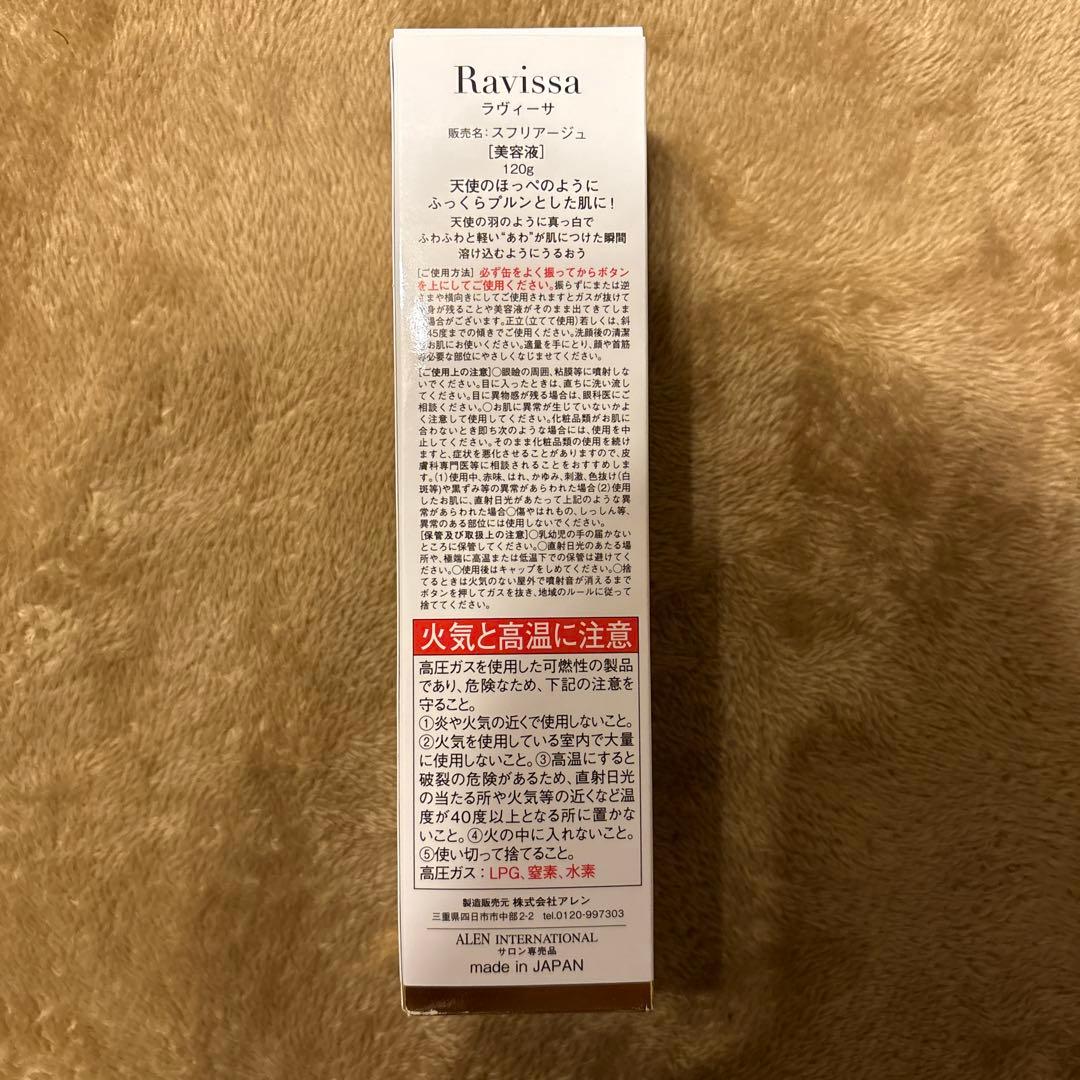 Ravissa
ラヴィーサ
販売名：スフリアージュ
［美容液］
120g
天使のほっぺのように
ふっくらプルンとした肌に！
天使の羽のように真っ白で
ふわふわと軽い“あわ”が肌につけた瞬間
溶け込むようにうるおう
[ご使用方法] 必ず缶をよく振ってからボタン
を上にしてご使用ください。振らずにまたは逆
さまや横向きにしてご使用されますとガスが抜けて
身が残ることや美容液がそのまま出てきてしま
場合がございます。正立（立てて使用）若しくは、斜
45度までの傾きでご使用ください。洗顔後の清潔
お肌にお使いください。適量を手にとり、顔や首筋
必要な部位にやさしくなじませてください。
[ご使用上の注意]○眼瞼の周囲、粘膜等に噴射しな
いでください。目に入ったときは、直ちに洗い流し
てください。目に異物感が残る場合は、眼科医にご
相談ください。○お肌に異常が生じていないかよ
く注意して使用してください。化粧品類がお肌に
合わないとき即ち次のような場合には、使用を中
止してください。そのまま化粧品類の使用を続け
ますと、症状を悪化させることがありますので、皮
膚科専門医等に相談されることをおすすめしま
す。(1)使用中、赤味、はれ、かゆみ、刺激、色抜け(白
斑等)や黒ずみ等の異常があらわれた場合(2)使用
したお肌に、直射日光があたって上記のような異
常があらわれた場合○傷やはれもの、しっしん等、
異常のある部位には使用しないでください。
[保管及び取扱上の注意]○乳幼児の手の届かない
ところに保管してください。○直射日光のあたる場
所や、極端に高温または低温下での保管は避けてく
ださい。○使用後はキャップをしめてください。○捨
てるときは火気のない屋外で噴射音が消えるまで
ボタンを押してガスを抜き、地域のルールに従って
捨ててください。
火気と高温に注意
高圧ガスを使用した可燃性の製品
であり、危険なため、下記の注意を
守ること。
①炎や火気の近くで使用しないこと。
②火気を使用している室内で大量
に使用しないこと。③高温にすると
破裂の危険があるため、直射日光
の当たる所や火気等の近くなど温
度が40度以上となる所に置かな
いこと。④火の中に入れないこと。
⑤使い切って捨てること。
高圧ガス：LPG、窒素、水素
製造販売元 株式会社アレン
三重県四日市市中部2-2 tel.0120-997303
ALEN INTERNATIONAL
サロン専売品
made in JAPAN